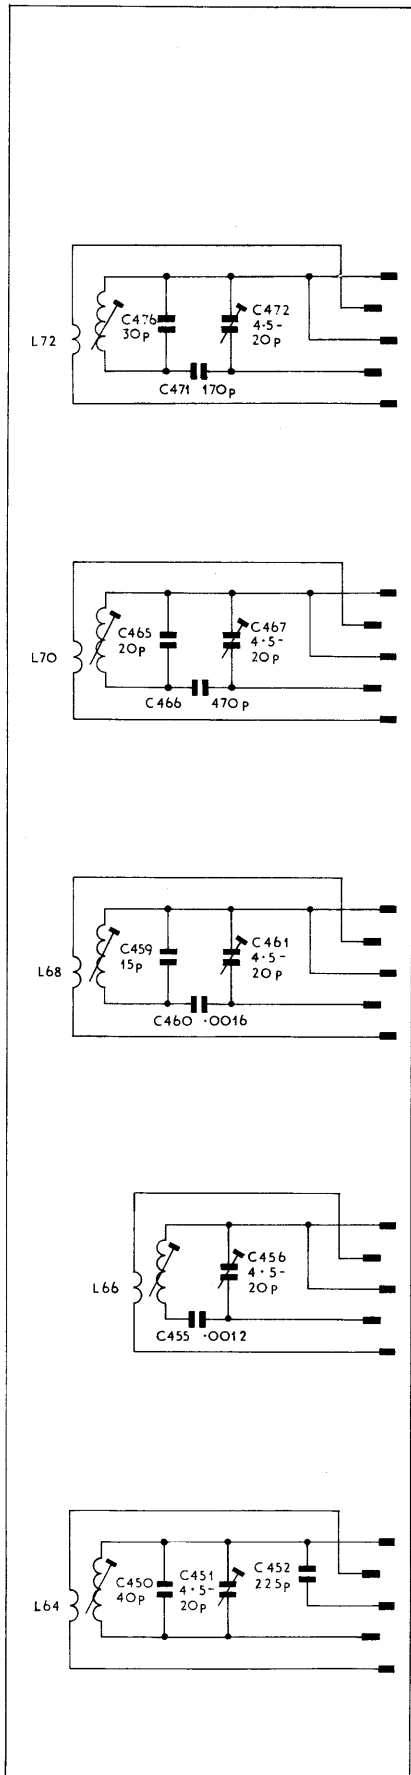 L72
C476
30p
C472
4·5-
20p
C471 170p
L70
C465
20p
C467
4·5-
20p
C466 470p
L68
C459
15p
C461
4·5-
20p
C460 ·0016
L66
C456
4·5-
20p
C455 ·0012
L64
C450
40p
C451
4·5-
20p
C452
225p